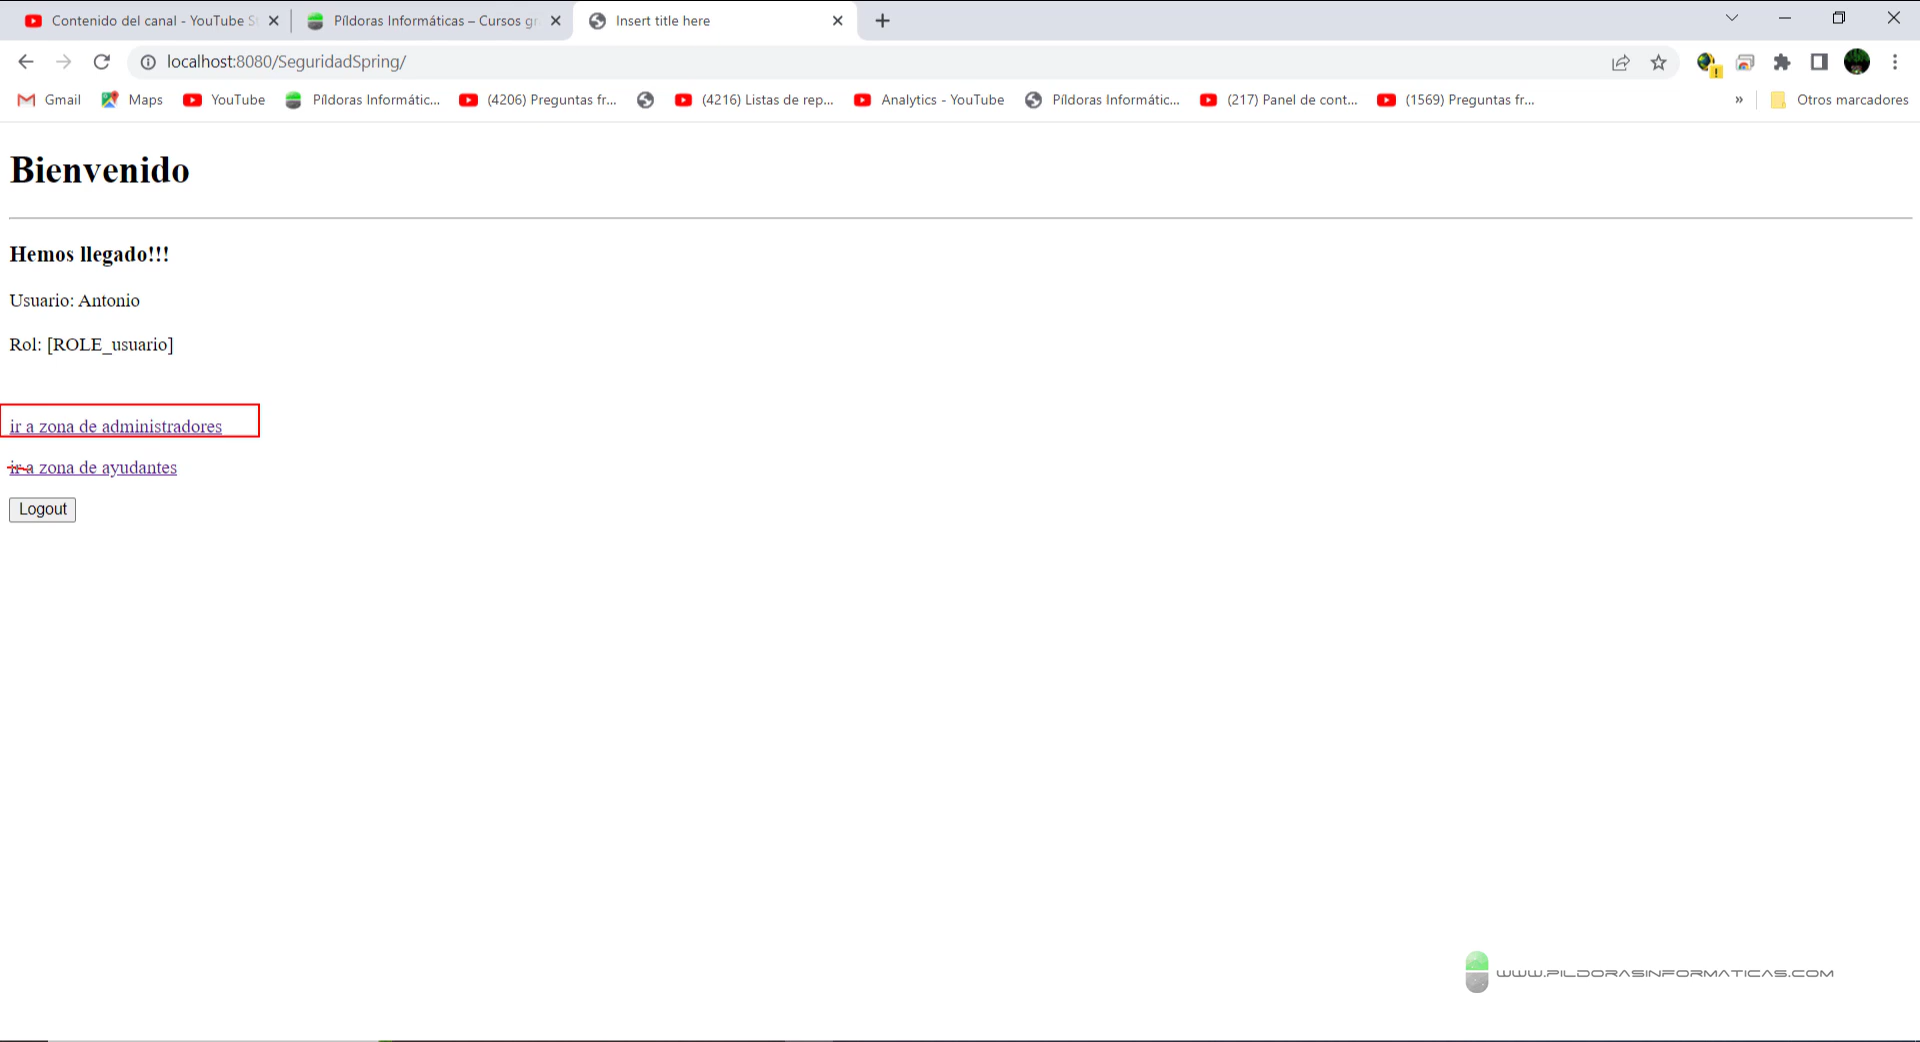 Contenido del canal - YouTube S
Píldoras Informáticas – Cursos gr
Insert title here
localhost:8080/SeguridadSpring/
Gmail
Maps
YouTube
Píldoras Informátic...
(4206) Preguntas fr...
(4216) Listas de rep...
Analytics - YouTube
Píldoras Informátic...
(217) Panel de cont...
(1569) Preguntas fr...
»
Otros marcadores
Bienvenido
Hemos llegado!!!
Usuario: Antonio
Rol: [ROLE_usuario]
ir a zona de administradores
ir a zona de ayudantes
Logout
WWW.PILDORASINFORMATICAS.COM